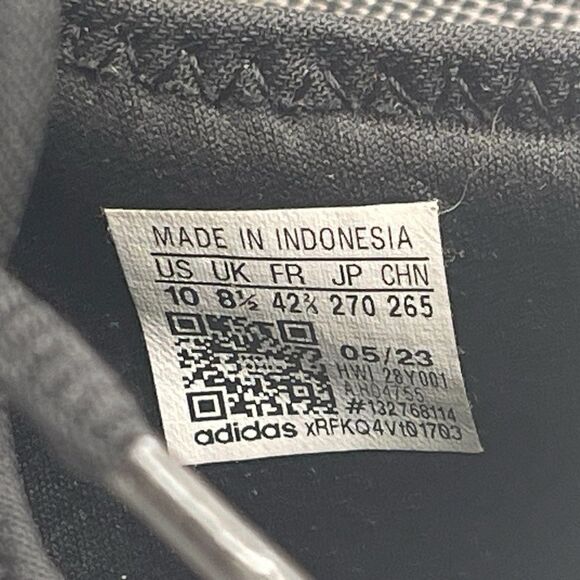 MADE IN INDONESIA
US UK FR JP CHN
10 8½ 42⅔ 270 265
05/23
HWI 28Y001
#132768114
adidas xRFKQ4Vt01703